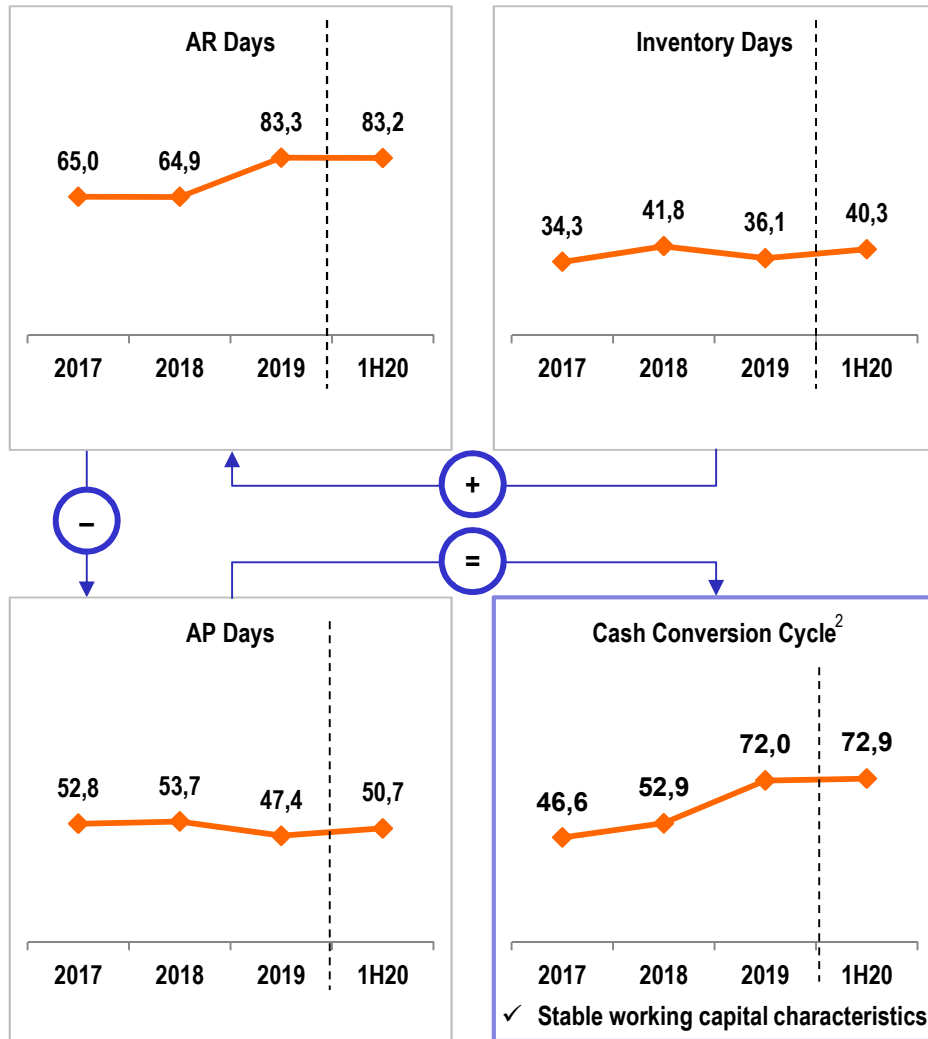 AR Days
65,0 64,9 83,3 83,2
2017 2018 2019 1H20
Inventory Days
34,3 41,8 36,1 40,3
2017 2018 2019 1H20
+
–
=
AP Days
52,8 53,7 47,4 50,7
2017 2018 2019 1H20
Cash Conversion Cycle2
46,6 52,9 72,0 72,9
2017 2018 2019 1H20
✓ Stable working capital characteristics